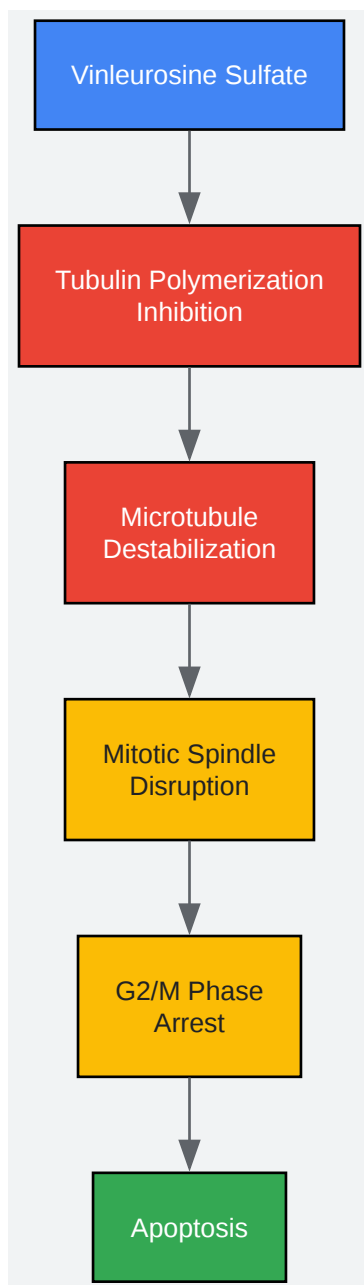 Vinleurosine Sulfate
Tubulin Polymerization
Inhibition
Microtubule
Destabilization
Mitotic Spindle
Disruption
G2/M Phase
Arrest
Apoptosis